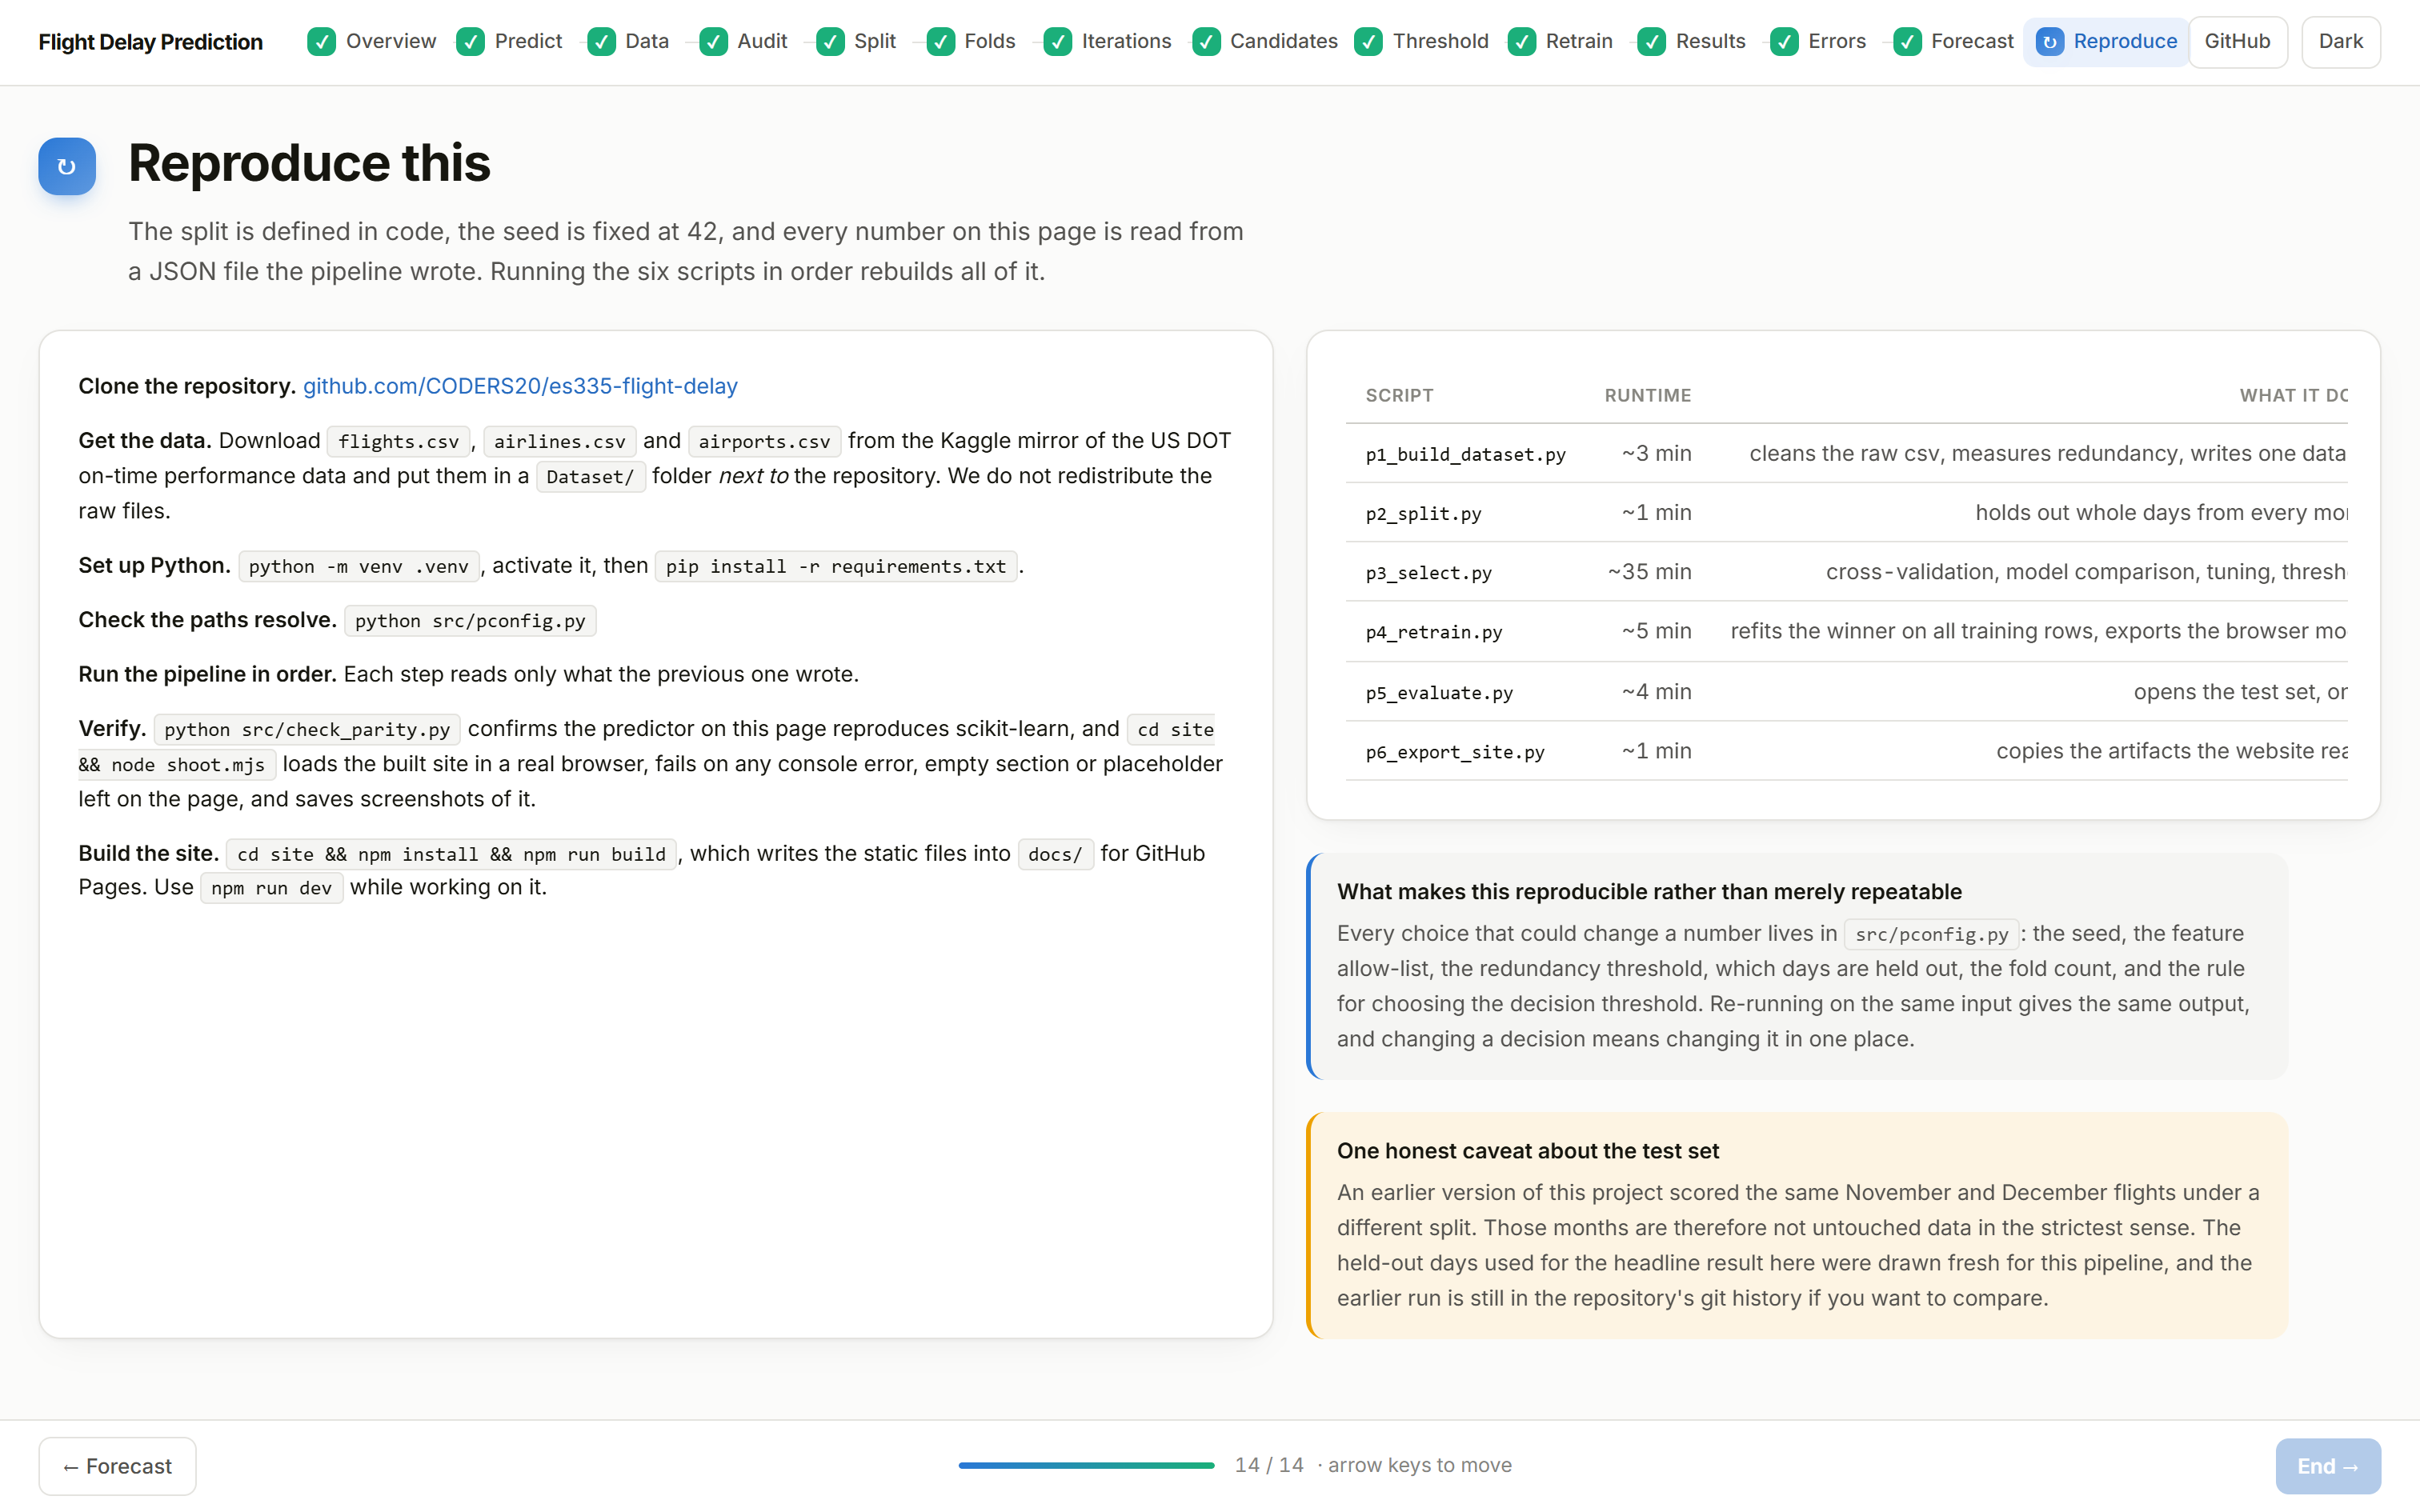 Flight Delay Prediction
✓ Overview ✓ Predict ✓ Data ✓ Audit ✓ Split ✓ Folds ✓ Iterations ✓ Candidates ✓ Threshold ✓ Retrain ✓ Results ✓ Errors ✓ Forecast ↻ Reproduce GitHub Dark
↻ Reproduce this
The split is defined in code, the seed is fixed at 42, and every number on this page is read from
a JSON file the pipeline wrote. Running the six scripts in order rebuilds all of it.
Clone the repository. github.com/CODERS20/es335-flight-delay
Get the data. Download flights.csv, airlines.csv and airports.csv from the Kaggle mirror of the US DOT
on-time performance data and put them in a Dataset/ folder next to the repository. We do not redistribute the
raw files.
Set up Python. python -m venv .venv, activate it, then pip install -r requirements.txt.
Check the paths resolve. python src/pconfig.py
Run the pipeline in order. Each step reads only what the previous one wrote.
Verify. python src/check_parity.py confirms the predictor on this page reproduces scikit-learn, and cd site
&& node shoot.mjs loads the built site in a real browser, fails on any console error, empty section or placeholder
left on the page, and saves screenshots of it.
Build the site. cd site && npm install && npm run build, which writes the static files into docs/ for GitHub
Pages. Use npm run dev while working on it.
SCRIPT RUNTIME WHAT IT DO
p1_build_dataset.py ~3 min cleans the raw csv, measures redundancy, writes one data
p2_split.py ~1 min holds out whole days from every mon
p3_select.py ~35 min cross-validation, model comparison, tuning, thresh
p4_retrain.py ~5 min refits the winner on all training rows, exports the browser mo
p5_evaluate.py ~4 min opens the test set, on
p6_export_site.py ~1 min copies the artifacts the website rea
What makes this reproducible rather than merely repeatable
Every choice that could change a number lives in src/pconfig.py: the seed, the feature
allow-list, the redundancy threshold, which days are held out, the fold count, and the rule
for choosing the decision threshold. Re-running on the same input gives the same output,
and changing a decision means changing it in one place.
One honest caveat about the test set
An earlier version of this project scored the same November and December flights under a
different split. Those months are therefore not untouched data in the strictest sense. The
held-out days used for the headline result here were drawn fresh for this pipeline, and the
earlier run is still in the repository's git history if you want to compare.
← Forecast
14 / 14 · arrow keys to move
End →